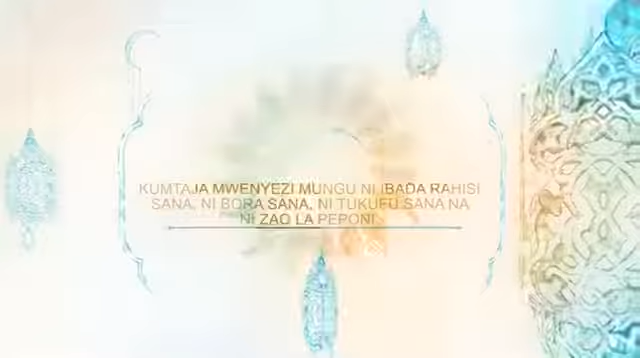 KUMTAJA MWENYEZI MUNGU NI IBADA RAHISI
SANA, NI BORA SANA, NI TUKUFU SANA NA
NI ZAO LA PEPONI